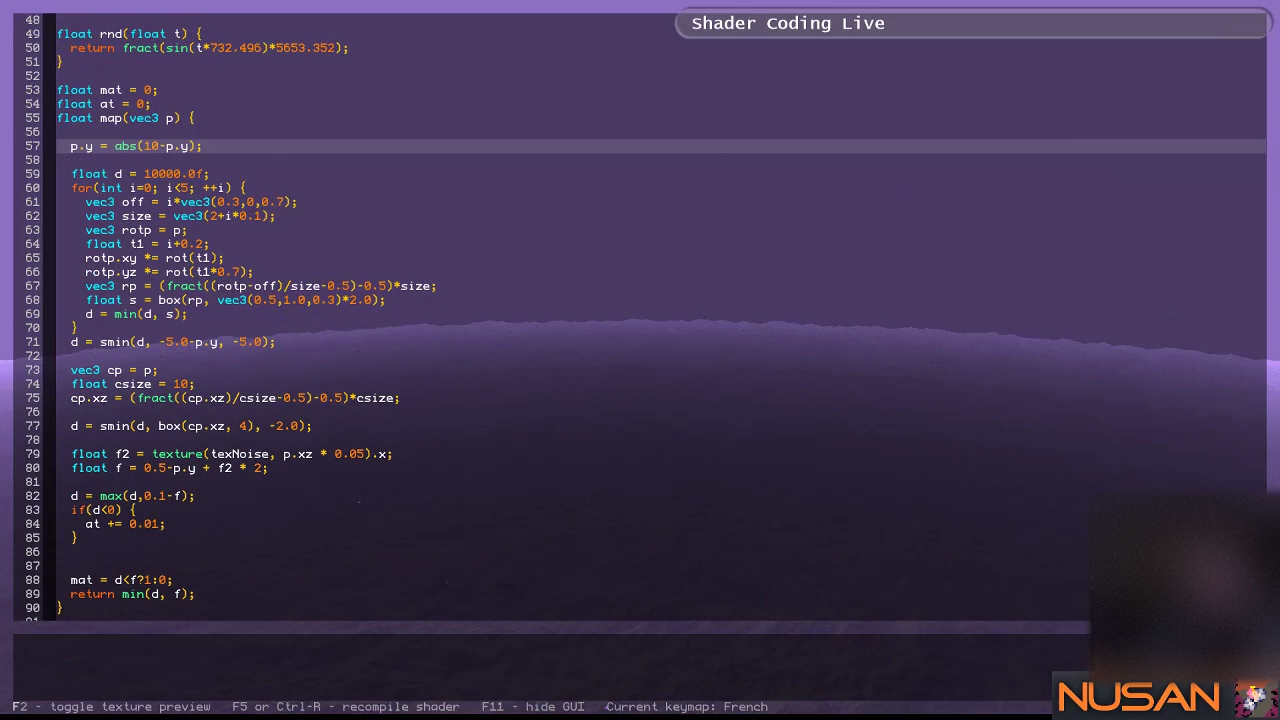 Shader Coding Live
48
49 float rnd(float t) {
50 return fract(sin(t*732.496)*5653.352);
51 }
52
53 float mat = 0;
54 float at = 0;
55 float map(vec3 p) {
56
57 p.y = abs(10-p.y);
58
59 float d = 10000.0f;
60 for(int i=0; i<5; ++i) {
61 vec3 off = i*vec3(0.3,0,0.7);
62 vec3 size = vec3(2+i*0.1);
63 vec3 rotp = p;
64 float t1 = i+0.2;
65 rotp.xy *= rot(t1);
66 rotp.yz *= rot(t1*0.7);
67 vec3 rp = (fract((rotp-off)/size-0.5)-0.5)*size;
68 float s = box(rp, vec3(0.5,1.0,0.3)*2.0);
69 d = min(d, s);
70 }
71 d = smin(d, -5.0-p.y, -5.0);
72
73 vec3 cp = p;
74 float csize = 10;
75 cp.xz = (fract((cp.xz)/csize-0.5)-0.5)*csize;
76
77 d = smin(d, box(cp.xz, 4), -2.0);
78
79 float f2 = texture(texNoise, p.xz * 0.05).x;
80 float f = 0.5-p.y + f2 * 2;
81
82 d = max(d,0.1-f);
83 if(d<0) {
84 at += 0.01;
85 }
86
87
88 mat = d<f?1:0;
89 return min(d, f);
90 }
F2 - toggle texture preview F5 or Ctrl-R - recompile shader F11 - hide GUI Current keymap: French
NUSAN